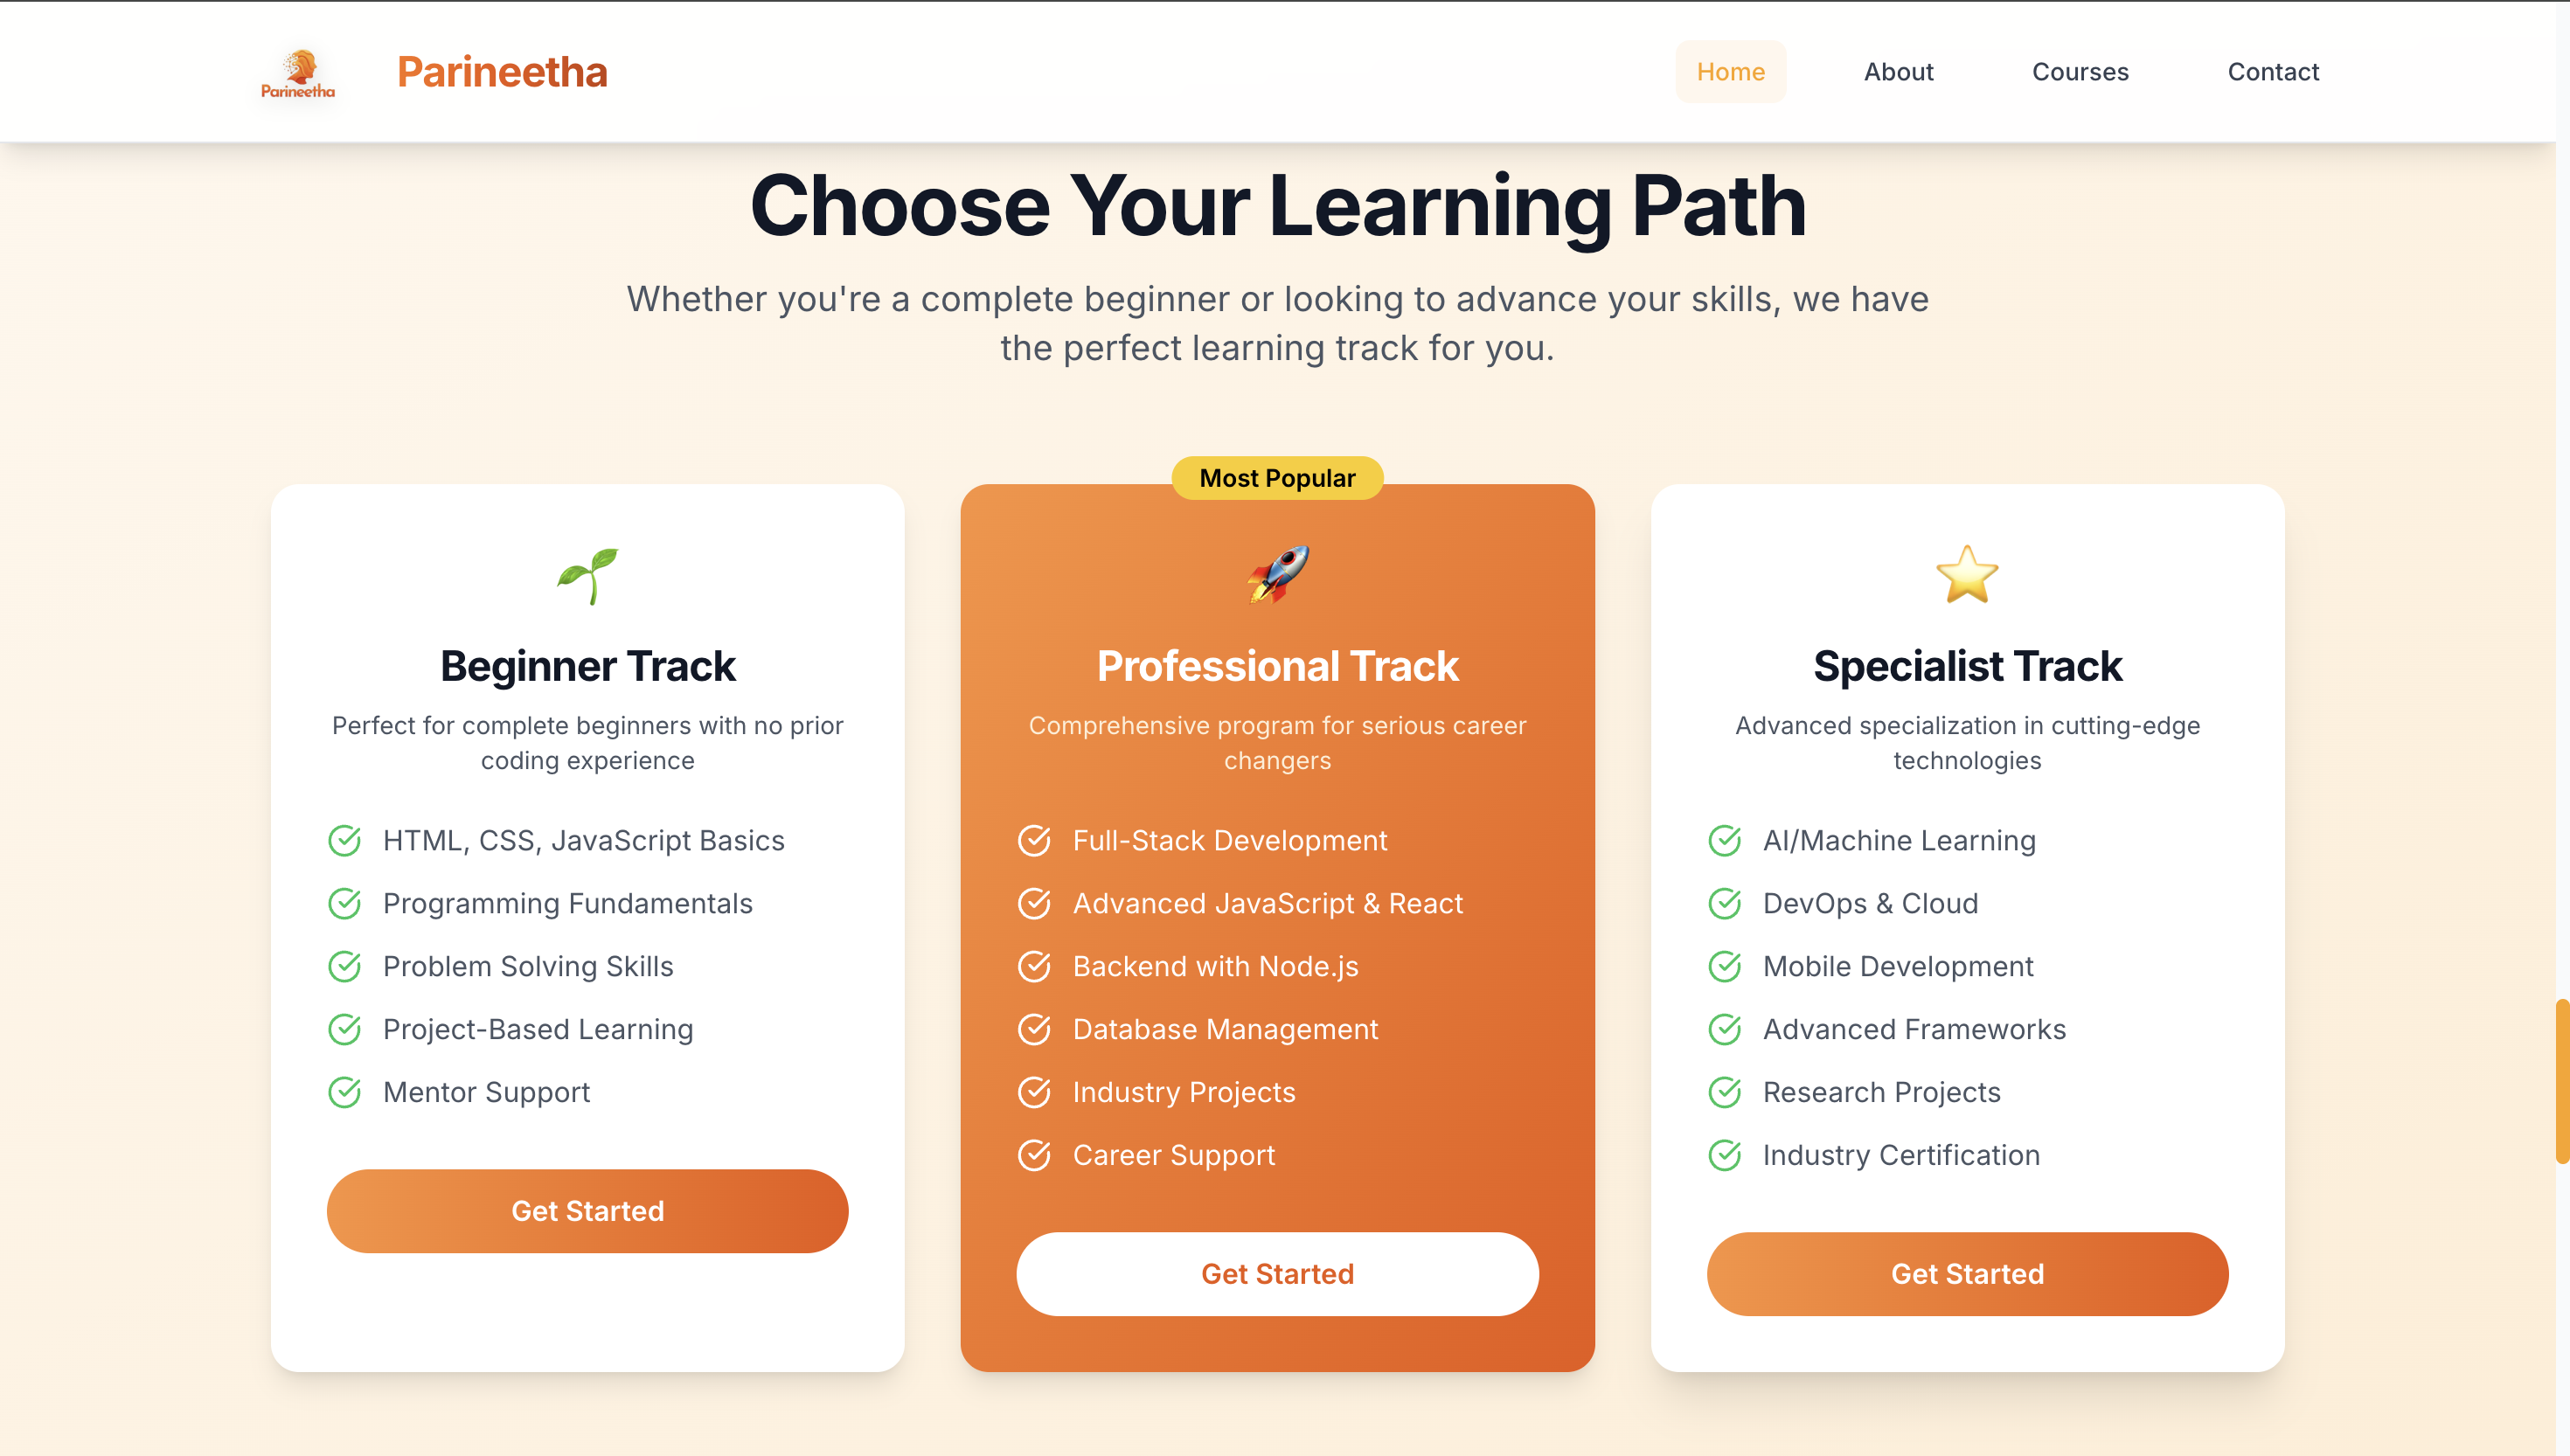 Parineetha
Parineetha
Home
About
Courses
Contact
Choose Your Learning Path
Whether you're a complete beginner or looking to advance your skills, we have
the perfect learning track for you.
Beginner Track
Perfect for complete beginners with no prior
coding experience
HTML, CSS, JavaScript Basics
Programming Fundamentals
Problem Solving Skills
Project-Based Learning
Mentor Support
Get Started
Most Popular
Professional Track
Comprehensive program for serious career
changers
Full-Stack Development
Advanced JavaScript & React
Backend with Node.js
Database Management
Industry Projects
Career Support
Get Started
Specialist Track
Advanced specialization in cutting-edge
technologies
AI/Machine Learning
DevOps & Cloud
Mobile Development
Advanced Frameworks
Research Projects
Industry Certification
Get Started